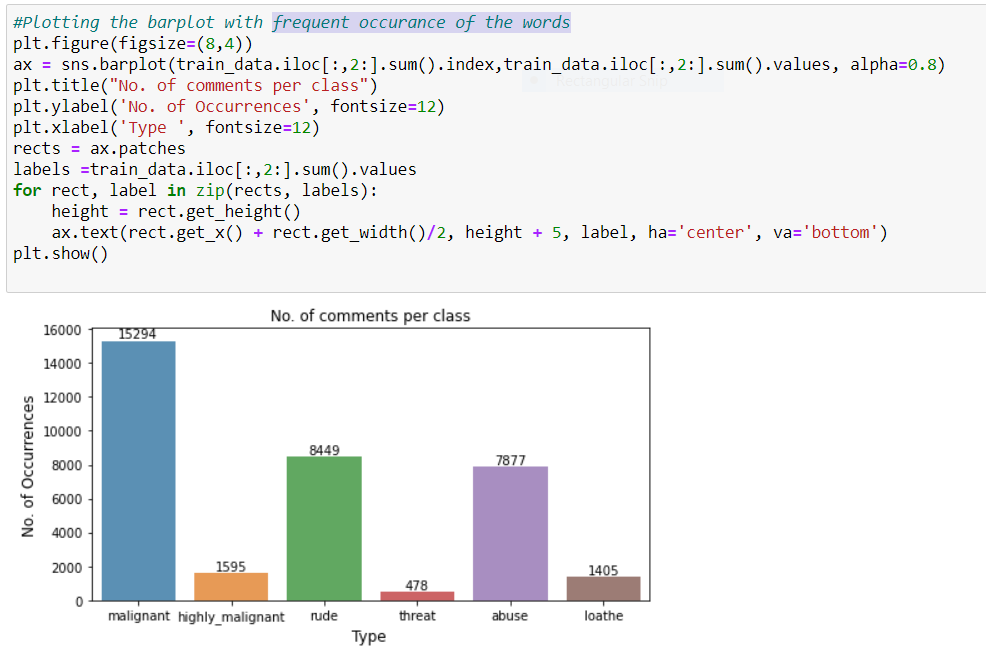 #Plotting the barplot with frequent occurance of the words
plt.figure(figsize=(8,4))
ax = sns.barplot(train_data.iloc[:,2:].sum().index,train_data.iloc[:,2:].sum().values, alpha=0.8)
Rectangular Snip
plt.title("No. of comments per class")
plt.ylabel('No. of Occurrences', fontsize=12)
plt.xlabel('Type ', fontsize=12)
rects = ax.patches
labels =train_data.iloc[:,2:].sum().values
for rect, label in zip(rects, labels):
    height = rect.get_height()
    ax.text(rect.get_x() + rect.get_width()/2, height + 5, label, ha='center', va='bottom')
plt.show()
No. of comments per class
No. of Occurrences
16000
14000
12000
10000
8000
6000
4000
2000
0
15294
1595
8449
478
7877
1405
malignant highly_malignant rude threat abuse loathe
Type